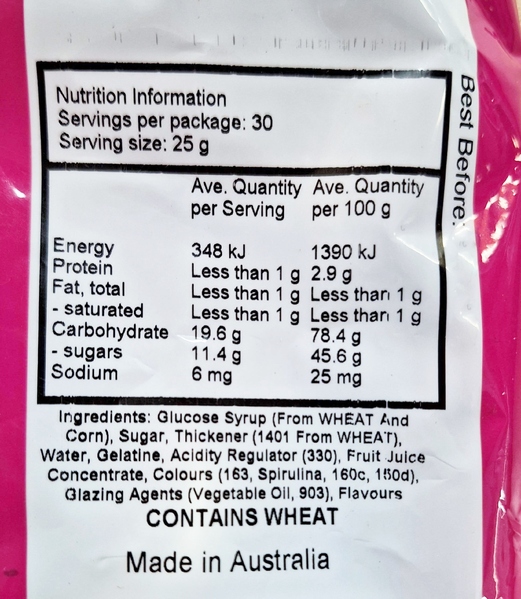 Nutrition Information
Servings per package: 30
Serving size: 25 g
Ave. Quantity per Serving Ave. Quantity per 100 g
Energy 348 kJ 1390 kJ
Protein Less than 1 g 2.9 g
Fat, total Less than 1 g Less than 1 g
- saturated Less than 1 g Less than 1 g
Carbohydrate 19.6 g 78.4 g
- sugars 11.4 g 45.6 g
Sodium 6 mg 25 mg
Ingredients: Glucose Syrup (From WHEAT And
Corn), Sugar, Thickener (1401 From WHEAT),
Water, Gelatine, Acidity Regulator (330), Fruit Juice
Concentrate, Colours (163, Spirulina, 160c, 150d),
Glazing Agents (Vegetable Oil, 903), Flavours
CONTAINS WHEAT
Made in Australia
Best Before: